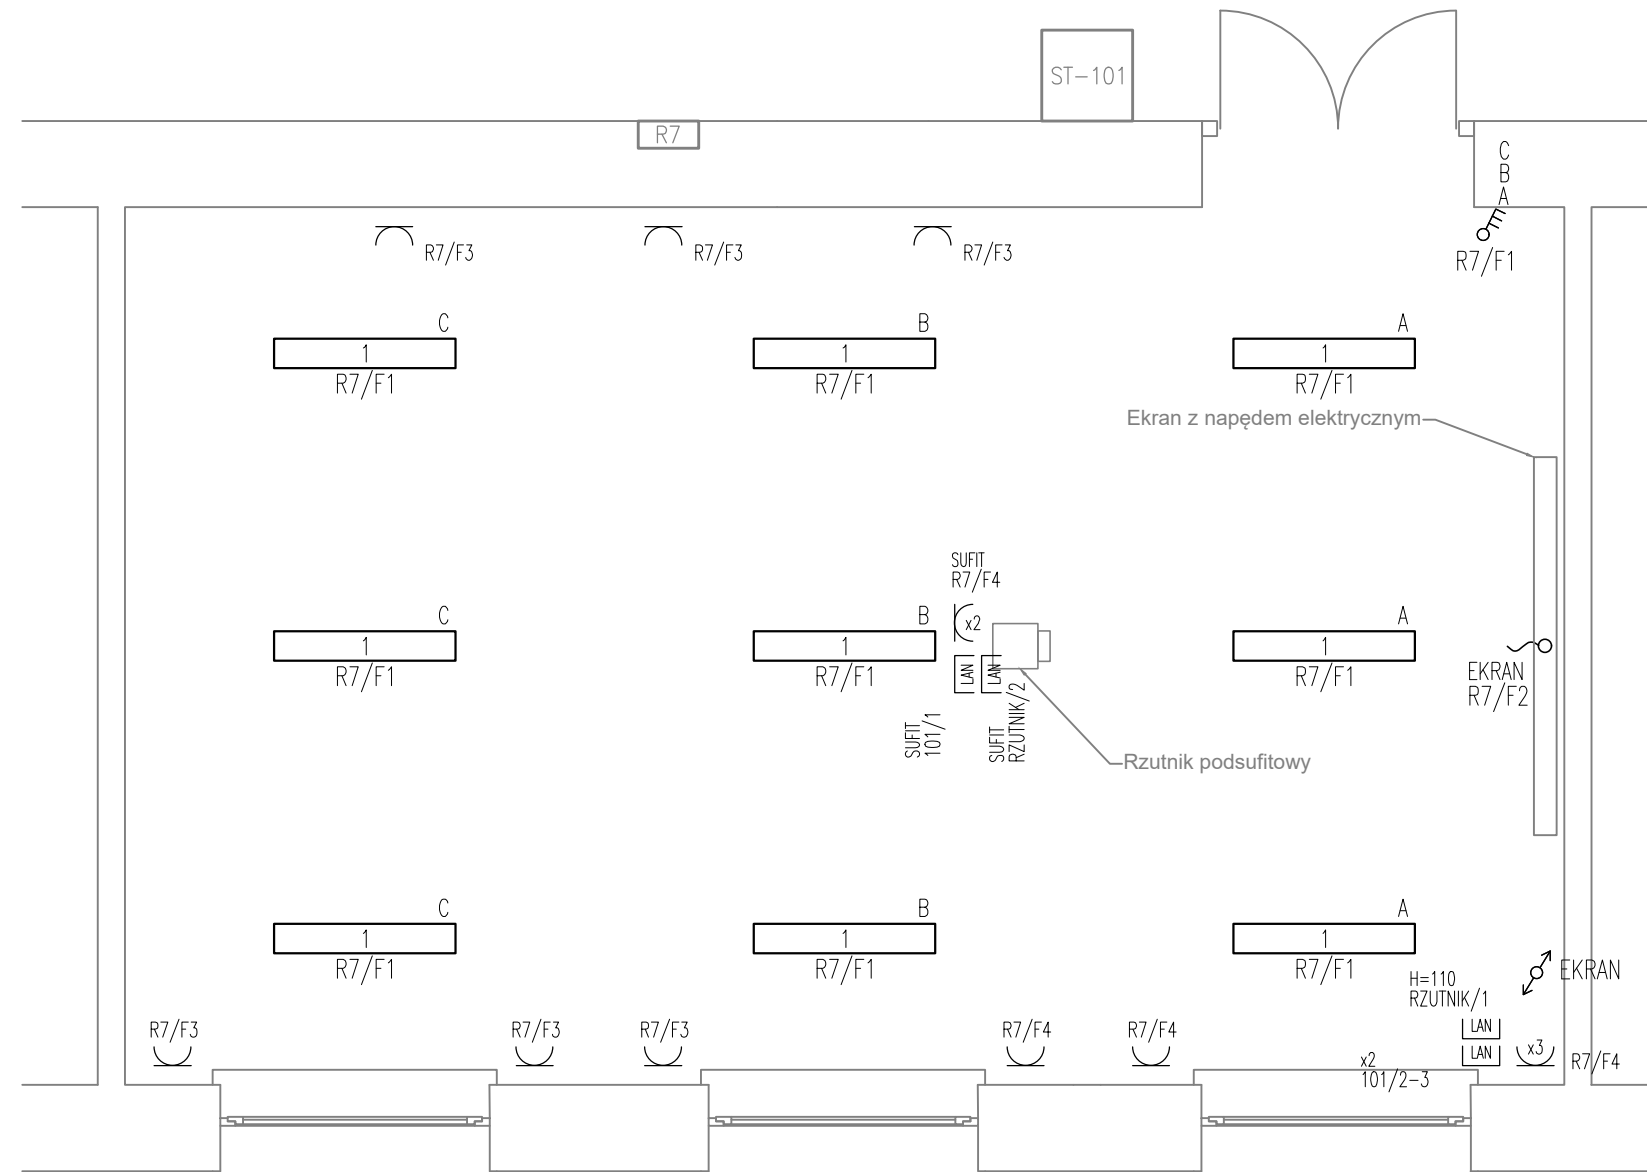 ST-101
R7
C
B
A
R7/F1
R7/F3
R7/F3
R7/F3
C
1
R7/F1
B
1
R7/F1
A
1
R7/F1
Ekran z napędem elektrycznym
SUFIT
R7/F4
x2
C
1
R7/F1
B
1
R7/F1
LAN
LAN
A
1
R7/F1
EKRAN
R7/F2
SUFIT
101/1
SUFIT
RZUTNIK/2
Rzutnik podsufitowy
C
1
R7/F1
B
1
R7/F1
A
1
R7/F1
EKRAN
H=110
RZUTNIK/1
LAN
LAN
R7/F3
R7/F3
R7/F3
R7/F4
R7/F4
x3
R7/F4
x2
101/2-3